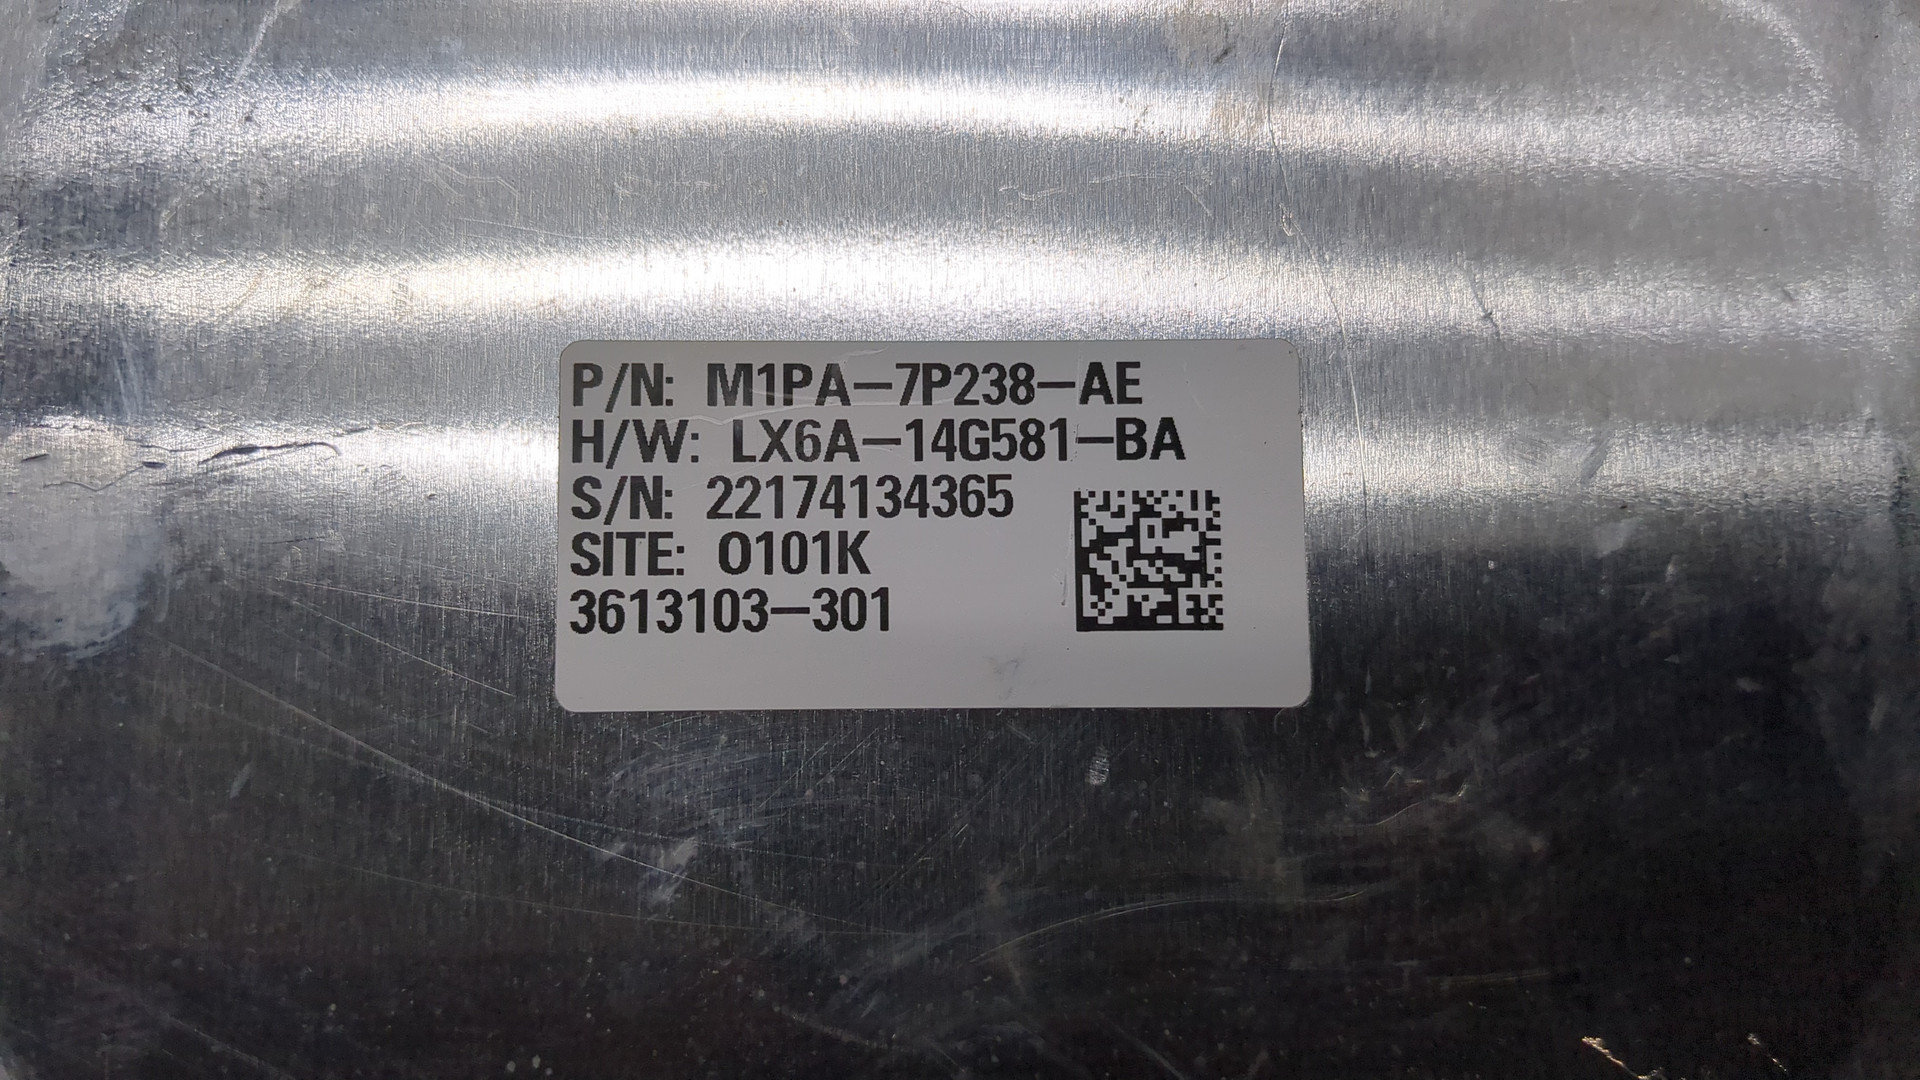 P/N: M1PA-7P238-AE
H/W: LX6A-14G581-BA
S/N: 22174134365
SITE: O101K
3613103-301